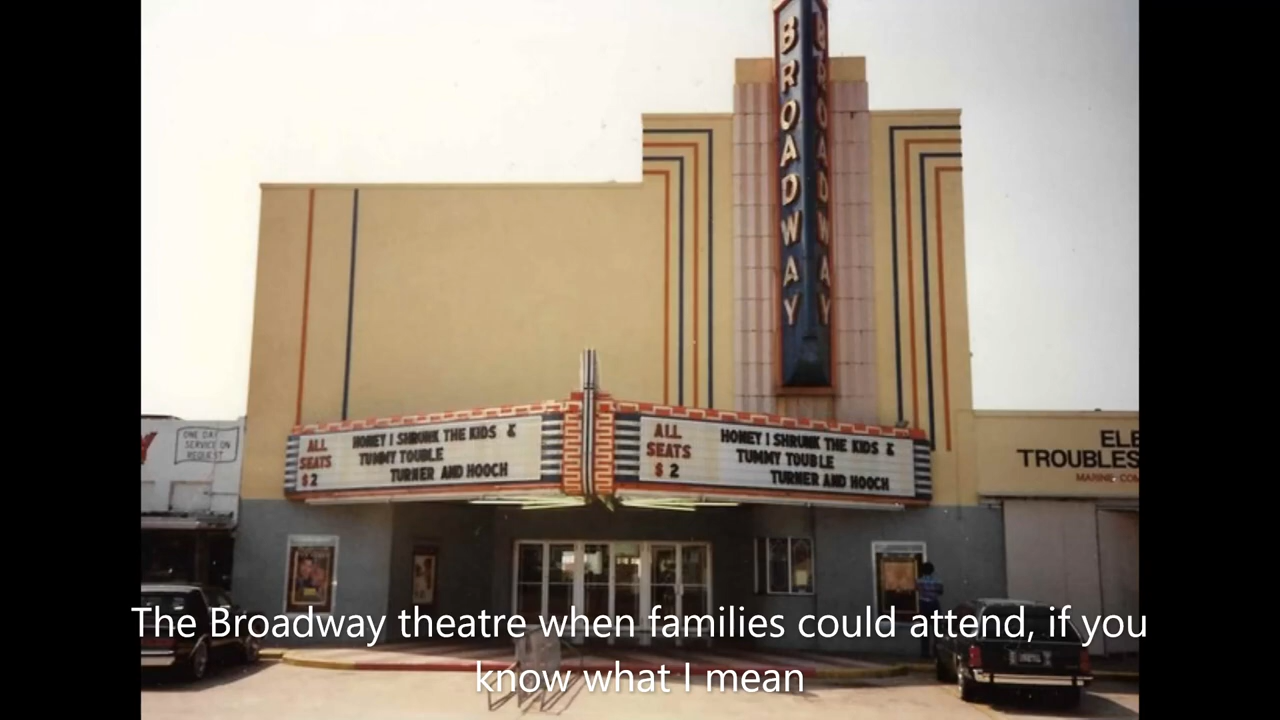 BROADWAY
BROADWAY
ONE DAY
SERVICE ON
REQUEST
ALL
SEATS
$2
HONEY I SHRUNK THE KIDS &
TUMMY TOUBLE
TURNER AND HOOCH
ALL
SEATS
$2
HONEY I SHRUNK THE KIDS &
TUMMY TOUBLE
TURNER AND HOOCH
ELE
TROUBLES
MARINE COM
The Broadway theatre when families could attend, if you
know what I mean